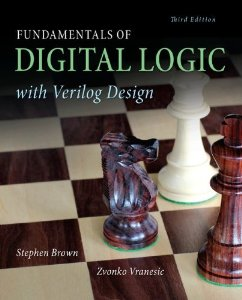 Third Edition
FUNDAMENTALS OF
DIGITAL LOGIC
with Verilog Design
Stephen Brown
Zvonko Vranesic